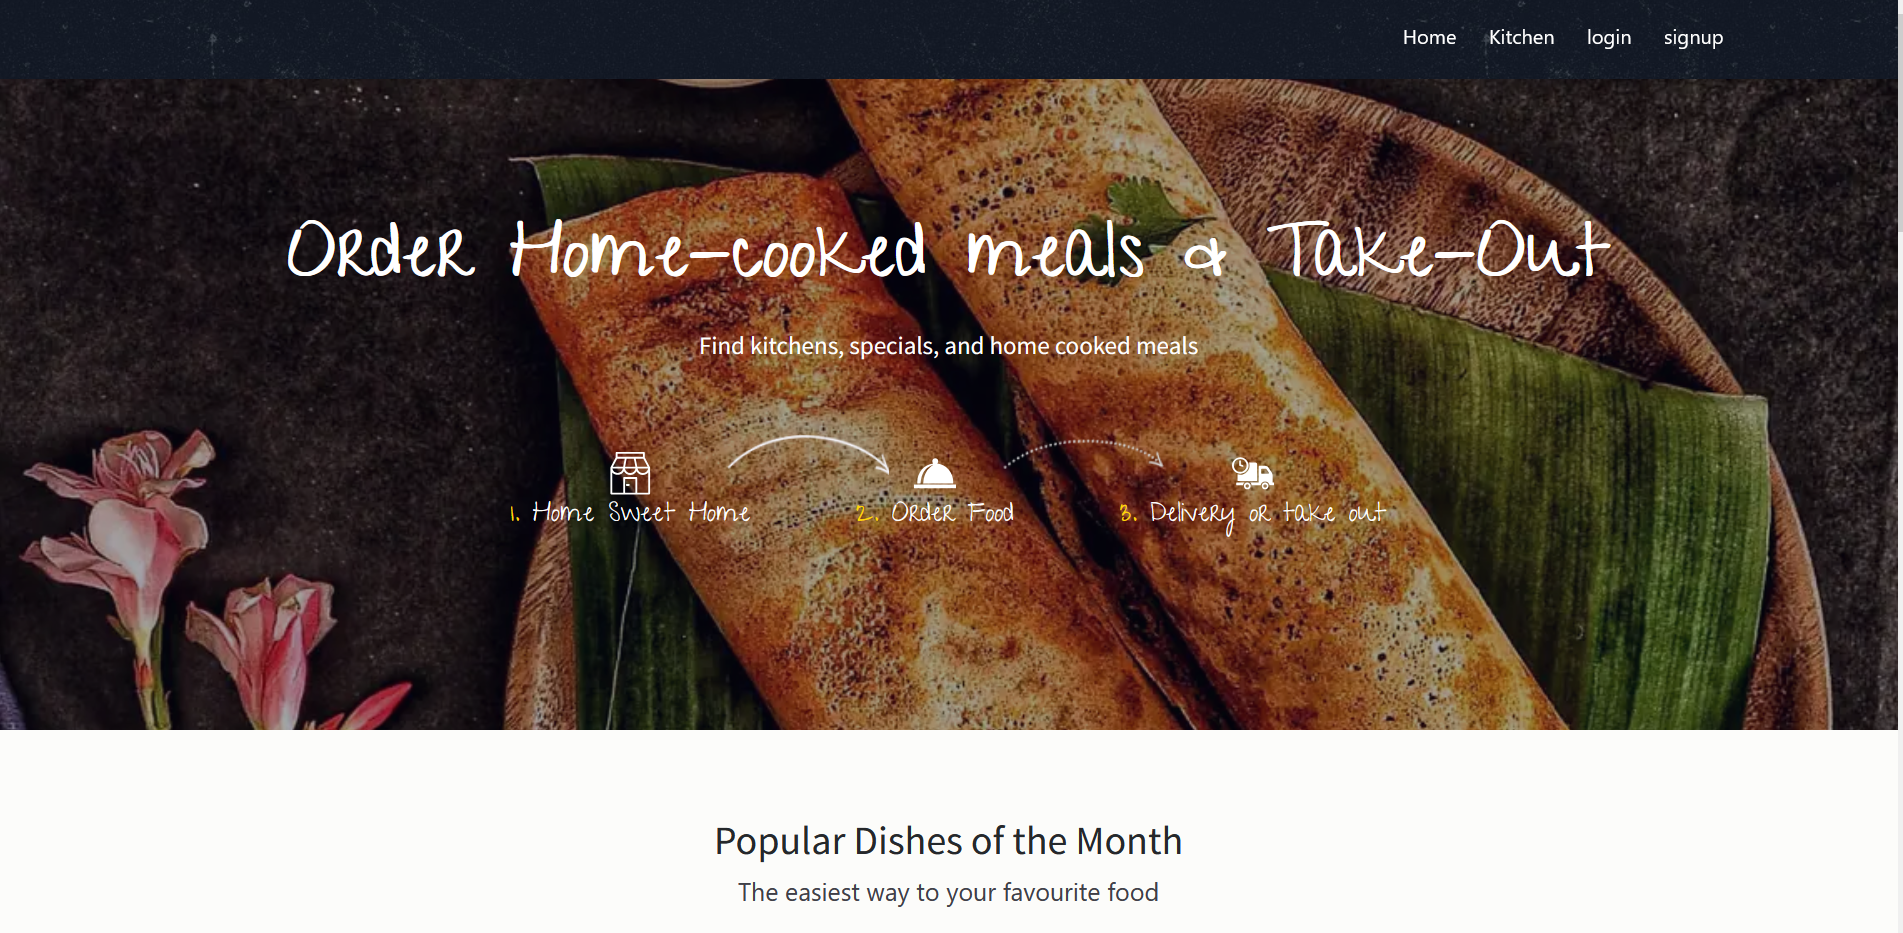 Home Kitchen login signup
Order Home-cooked meals & Take-Out
Find kitchens, specials, and home cooked meals
1. Home Sweet Home 2. Order Food 3. Delivery or take out
Popular Dishes of the Month
The easiest way to your favourite food